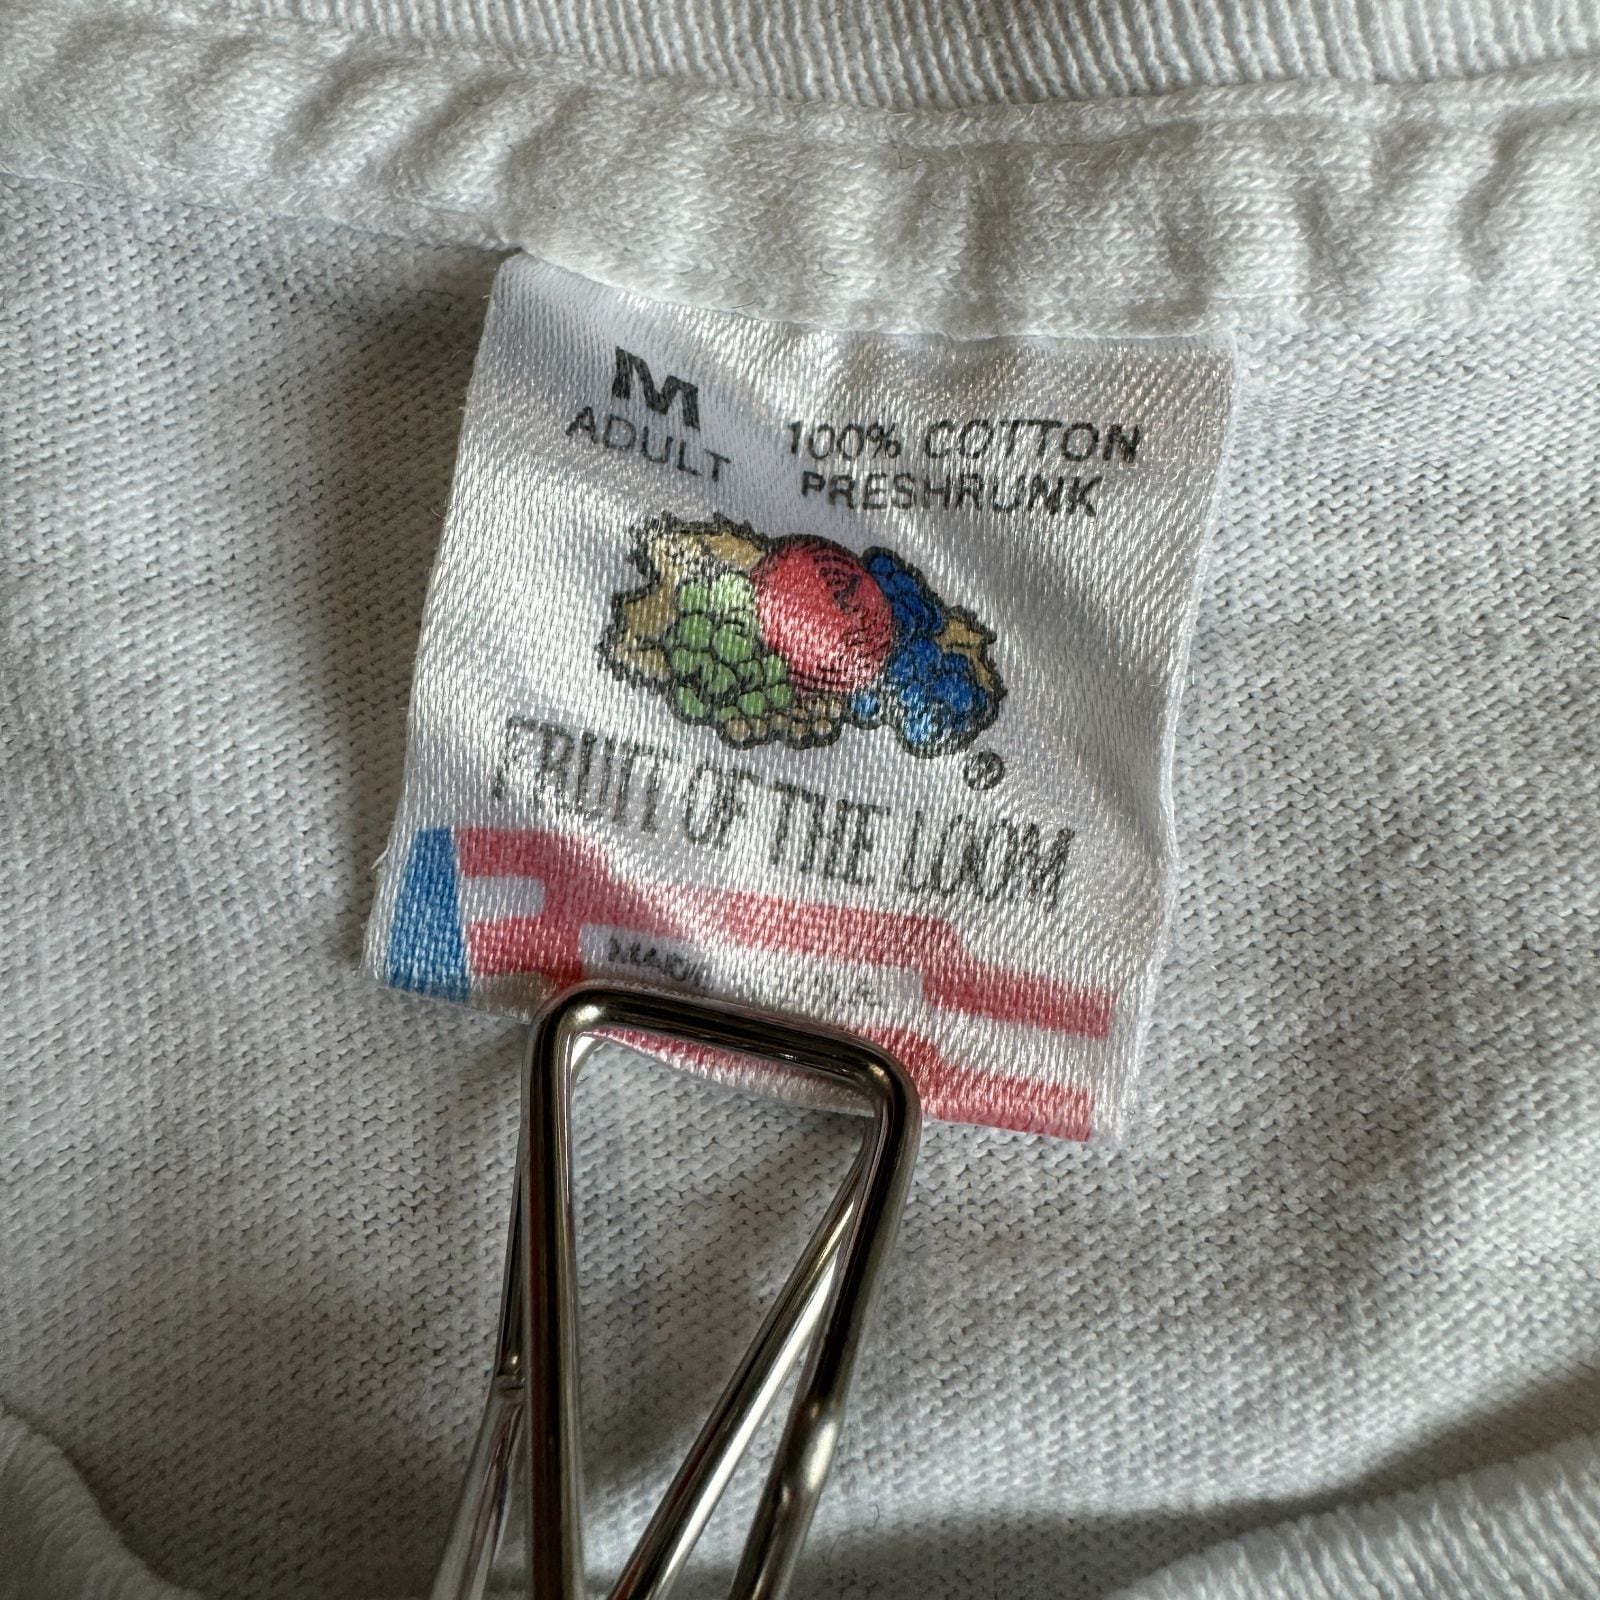 M
ADULT
100% COTTON
PRESHRUNK
®
FRUIT OF THE LOOM